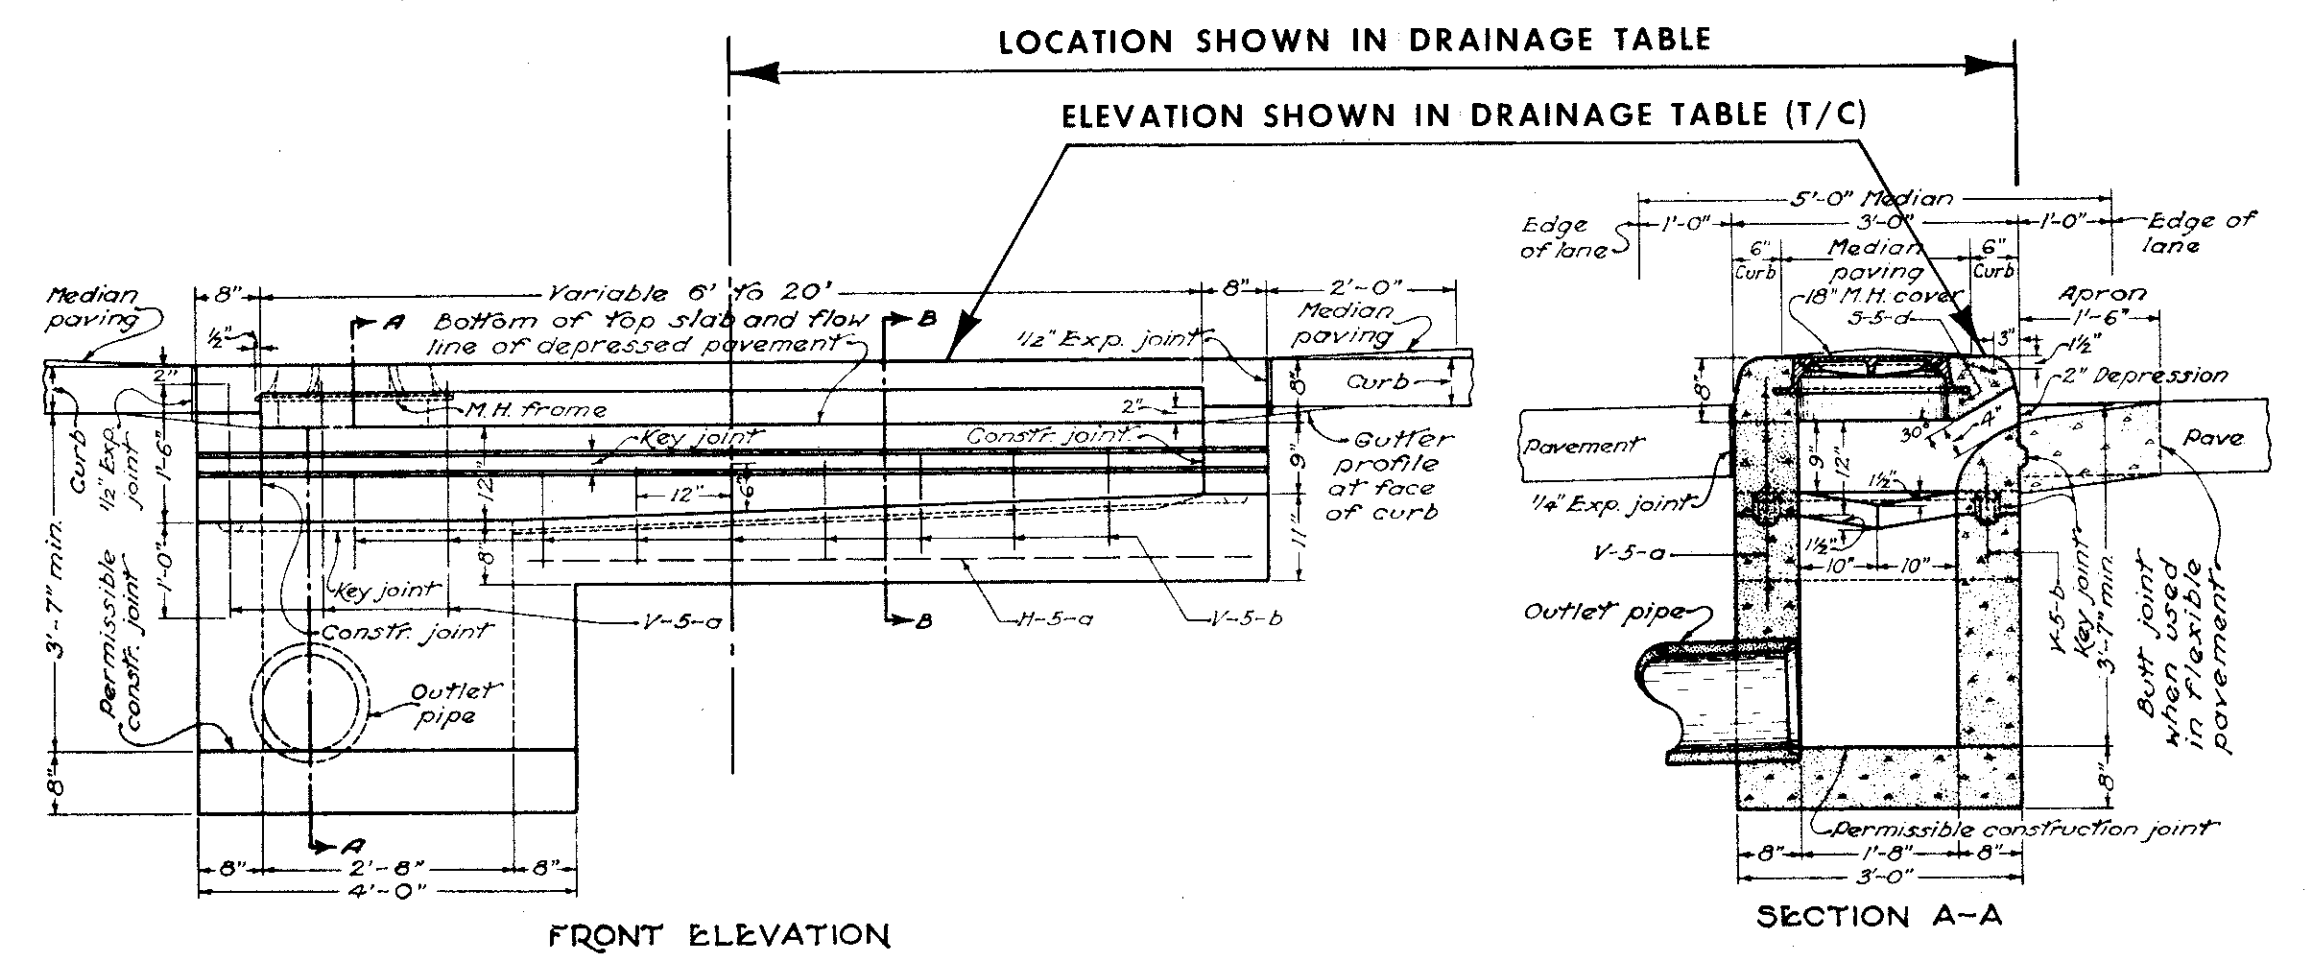 LOCATION SHOWN IN DRAINAGE TABLE
ELEVATION SHOWN IN DRAINAGE TABLE (T/C)
Median
paving
8"
Variable 6' to 20'
8"
2'-0"
½"
A
Bottom of top slab and flow
line of depressed pavement
B
½" Exp. joint
Median
paving
2"
M.H. frame
8"
Curb
2"
Key joint
Constr. joint
Gutter
profile
at face
of curb
Curb
½" Exp.
joint
1'-6"
12"
12"
6"
9"
11"
3'-7" min.
Permissible
constr. joint
1'-0"
8"
Key joint
V-5-a
B
H-5-a
V-5-b
Constr. joint
Outlet
pipe
8"
A
8"
2'-8"
8"
4'-0"
FRONT ELEVATION
5'-0" Median
Edge
of lane
1'-0"
3'-0"
1'-0"
Edge of
lane
6"
Curb
Median
paving
6"
Curb
18" M.H. cover
S-5-d
Apron
1'-6"
3"
1½"
8"
2" Depression
30°
4"
Pavement
Pave
9"
12"
1½"
¼" Exp. joint
1½"
V-5-a
10"
10"
Outlet pipe
V-5-b
Key joint
3'-7" min.
Butt joint
when used
in flexible
pavement
8"
Permissible construction joint
8"
1'-8"
8"
3'-0"
SECTION A-A